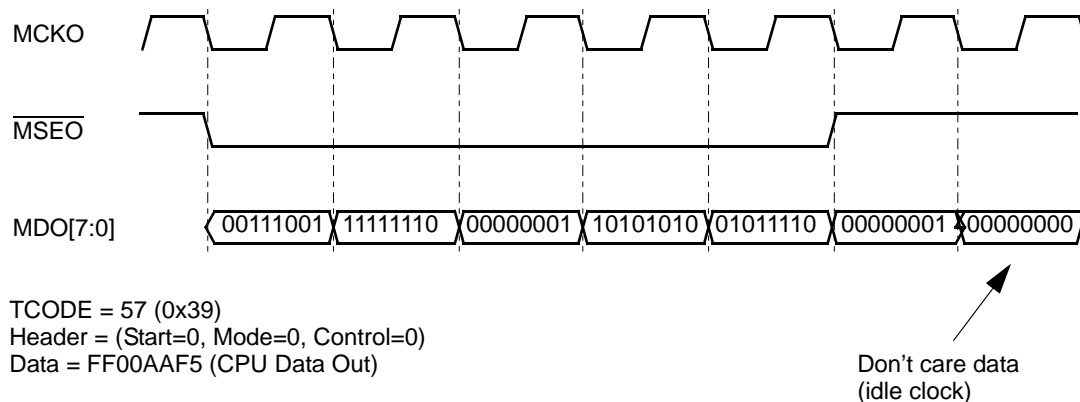 MCKO
MSEO
MDO[7:0] 00111001 11111110 00000001 10101010 01011110 00000001 00000000
TCODE = 57 (0x39)
Header = (Start=0, Mode=0, Control=0)
Data = FF00AAF5 (CPU Data Out)
Don't care data
(idle clock)